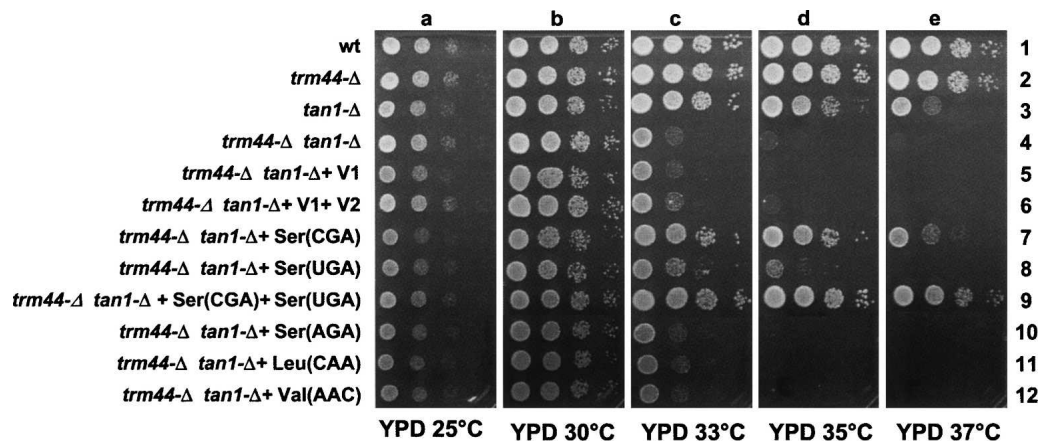 a b c d e
wt 1
trm44-Δ 2
tan1-Δ 3
trm44-Δ tan1-Δ 4
trm44-Δ tan1-Δ+ V1 5
trm44-Δ tan1-Δ+ V1+ V2 6
trm44-Δ tan1-Δ+ Ser(CGA) 7
trm44-Δ tan1-Δ+ Ser(UGA) 8
trm44-Δ tan1-Δ + Ser(CGA)+ Ser(UGA) 9
trm44-Δ tan1-Δ+ Ser(AGA) 10
trm44-Δ tan1-Δ+ Leu(CAA) 11
trm44-Δ tan1-Δ+ Val(AAC) 12
YPD 25°C YPD 30°C YPD 33°C YPD 35°C YPD 37°C